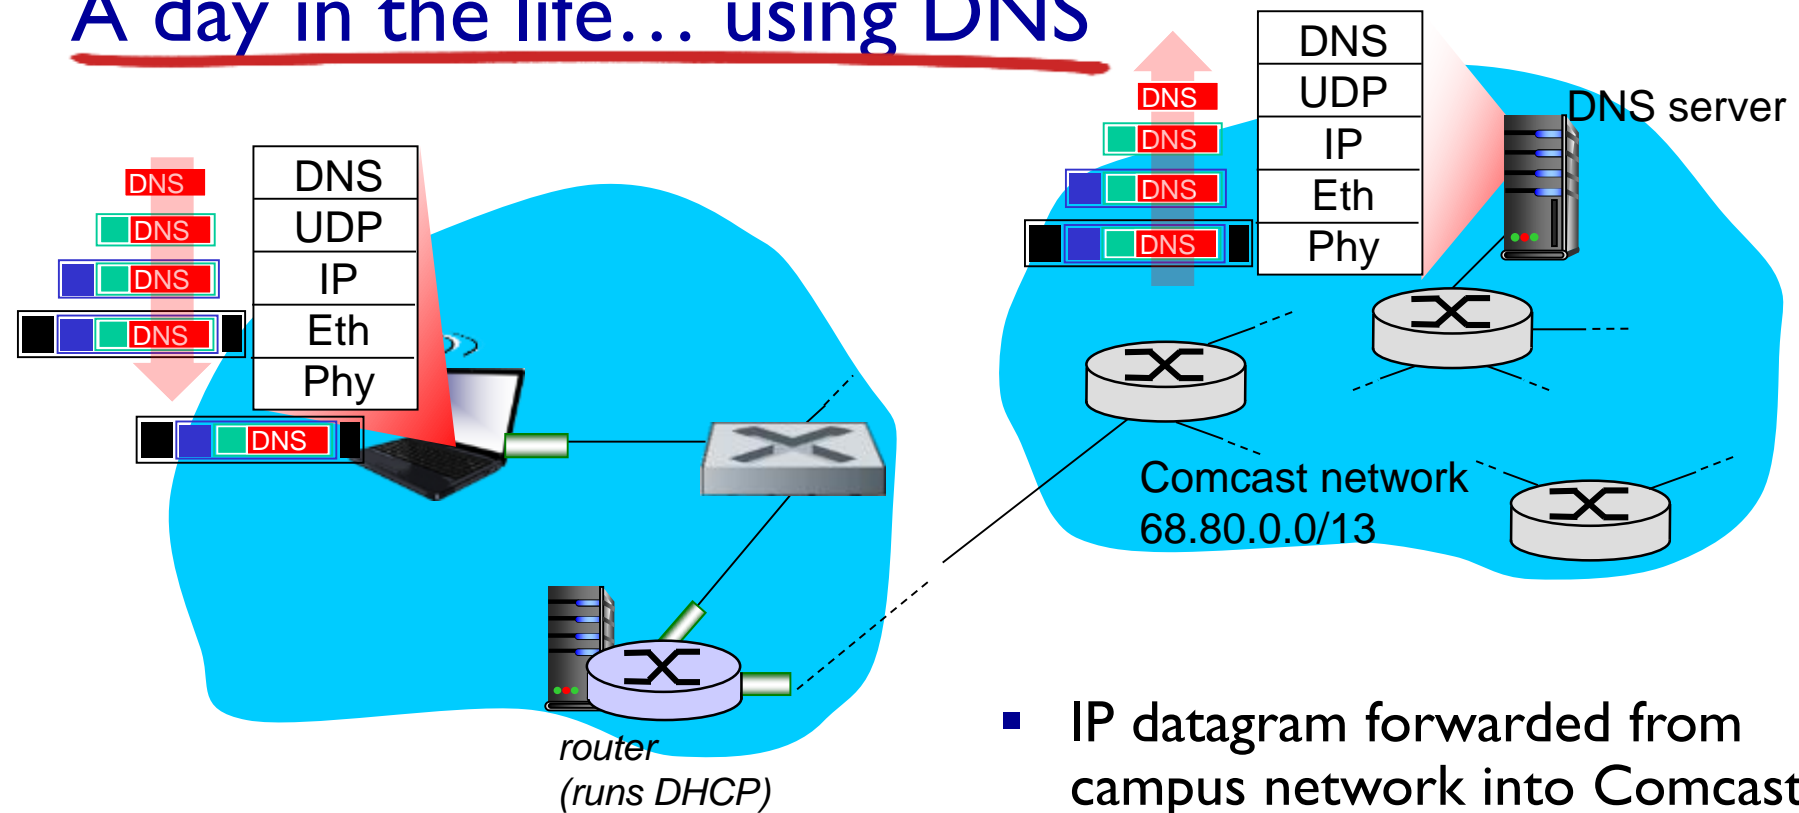 A day in the life… using DNS
DNS
DNS
DNS
DNS
DNS
DNS
UDP
IP
Eth
Phy
DNS
DNS
DNS
DNS
DNS
UDP
IP
Eth
Phy
DNS server
Comcast network
68.80.0.0/13
router
(runs DHCP)
IP datagram forwarded from
campus network into Comcast